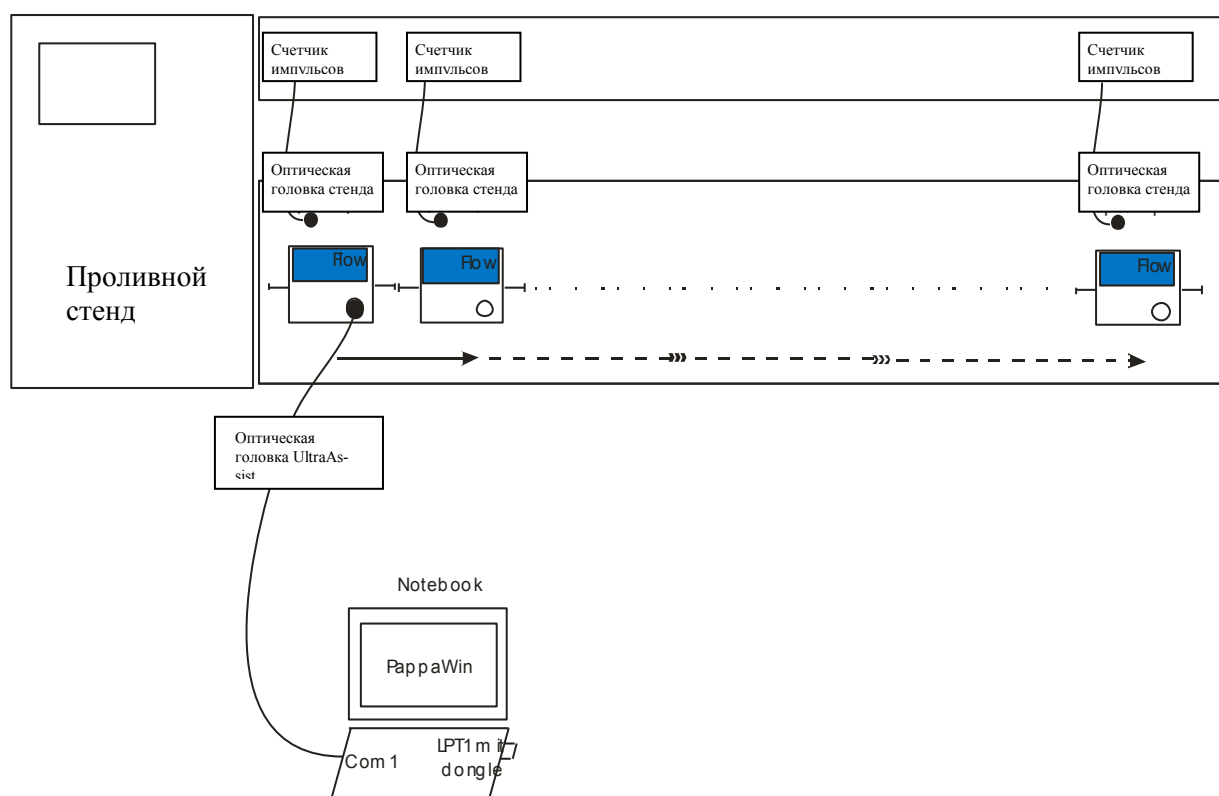 Счетчик
импульсов
Счетчик
импульсов
Счетчик
импульсов
Оптическая
головка стенда
Оптическая
головка стенда
Оптическая
головка стенда
Flow
Flow
Flow
Проливной
стенд
Оптическая
головка UltraAs-
sist
Notebook
PappaWin
Com 1
LPT1 mit
dongle